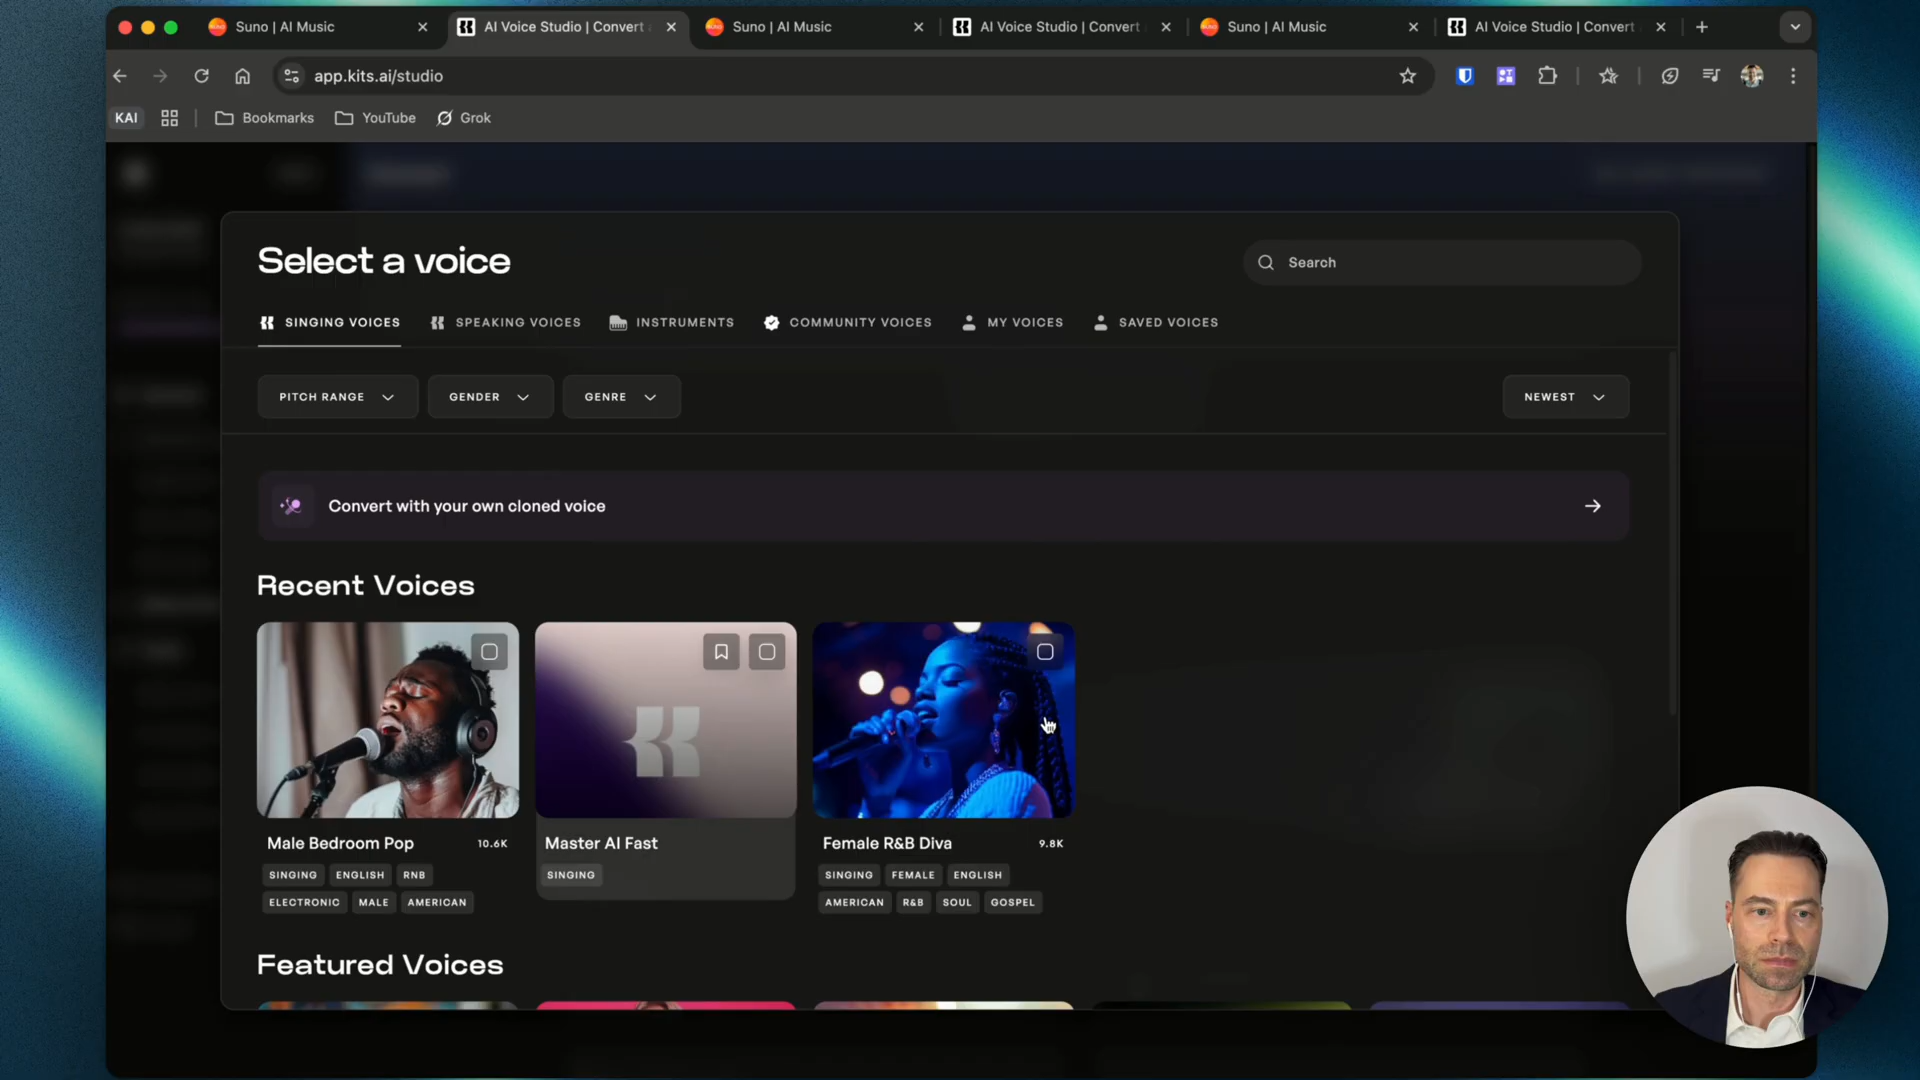 Suno | AI Music
AI Voice Studio | Convert
Suno | AI Music
AI Voice Studio | Convert
Suno | AI Music
AI Voice Studio | Convert
app.kits.ai/studio
KAI
Bookmarks
YouTube
Grok
Select a voice
Search
SINGING VOICES
SPEAKING VOICES
INSTRUMENTS
COMMUNITY VOICES
MY VOICES
SAVED VOICES
PITCH RANGE
GENDER
GENRE
NEWEST
Convert with your own cloned voice
Recent Voices
Male Bedroom Pop 10.6K
SINGING ENGLISH RNB
ELECTRONIC MALE AMERICAN
Master AI Fast
SINGING
Female R&B Diva 9.8K
SINGING FEMALE ENGLISH
AMERICAN R&B SOUL GOSPEL
Featured Voices